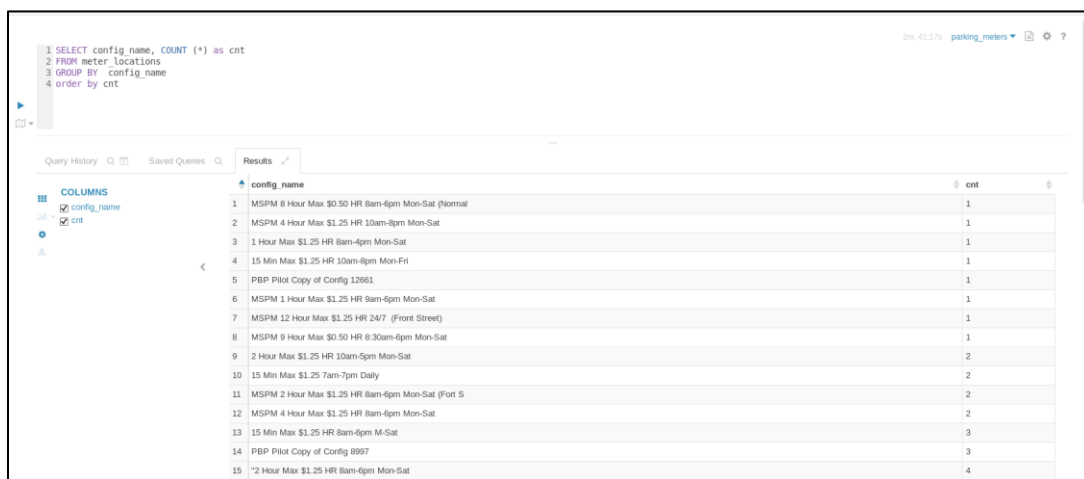 2m, 41.17s parking_meters ?
1 SELECT config_name, COUNT (*) as cnt
2 FROM meter_locations
3 GROUP BY  config_name
4 order by cnt
...
Query History Saved Queries Results
COLUMNS
config_name
cnt
config_name cnt
1 MSPM 8 Hour Max $0.50 HR 8am-6pm Mon-Sat (Normal 1
2 MSPM 4 Hour Max $1.25 HR 10am-8pm Mon-Sat 1
3 1 Hour Max $1.25 HR 8am-4pm Mon-Sat 1
4 15 Min Max $1.25 HR 10am-8pm Mon-Fri 1
5 PBP Pilot Copy of Config 12661 1
6 MSPM 1 Hour Max $1.25 HR 9am-6pm Mon-Sat 1
7 MSPM 12 Hour Max $1.25 HR 24/7  (Front Street) 1
8 MSPM 9 Hour Max $0.50 HR 8:30am-6pm Mon-Sat 1
9 2 Hour Max $1.25 HR 10am-5pm Mon-Sat 2
10 15 Min Max $1.25 7am-7pm Daily 2
11 MSPM 2 Hour Max $1.25 HR 8am-6pm Mon-Sat (Fort S 2
12 MSPM 4 Hour Max $1.25 HR 8am-6pm Mon-Sat 2
13 15 Min Max $1.25 HR 8am-6pm M-Sat 3
14 PBP Pilot Copy of Config 8997 3
15 "2 Hour Max $1.25 HR 8am-6pm Mon-Sat 4